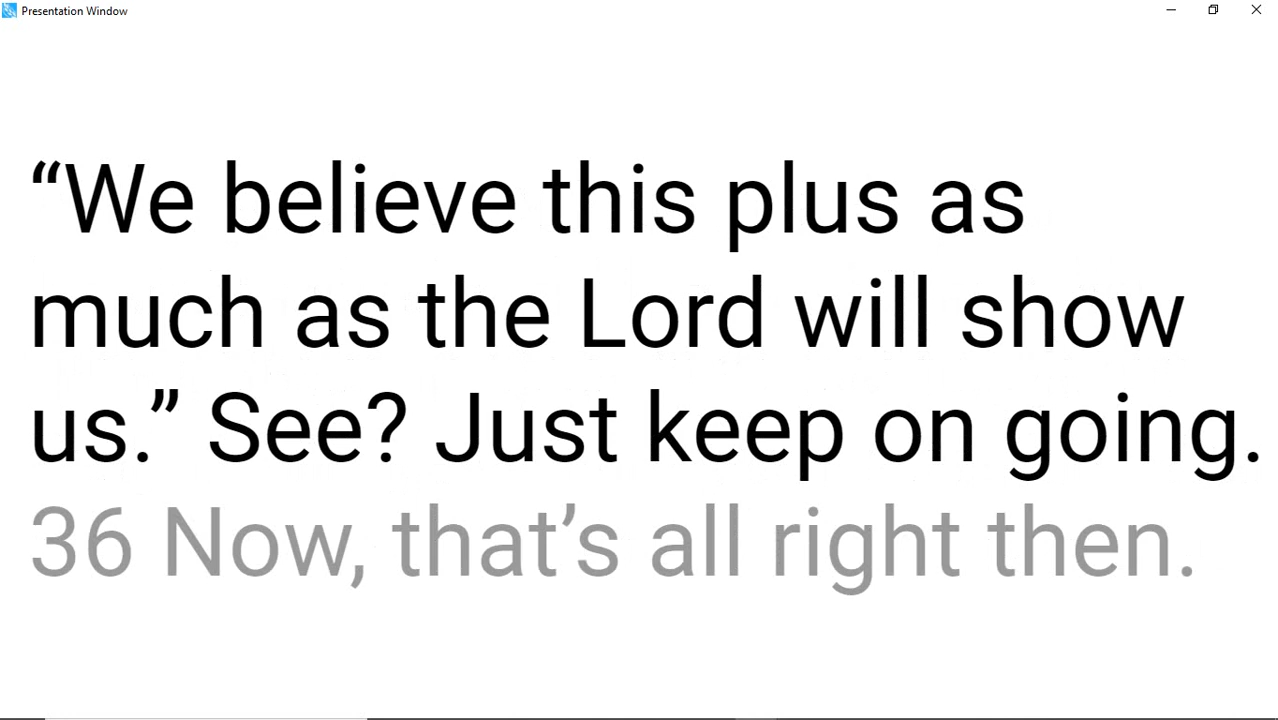 Presentation Window
“We believe this plus as
much as the Lord will show
us.” See? Just keep on going.
36 Now, that’s all right then.